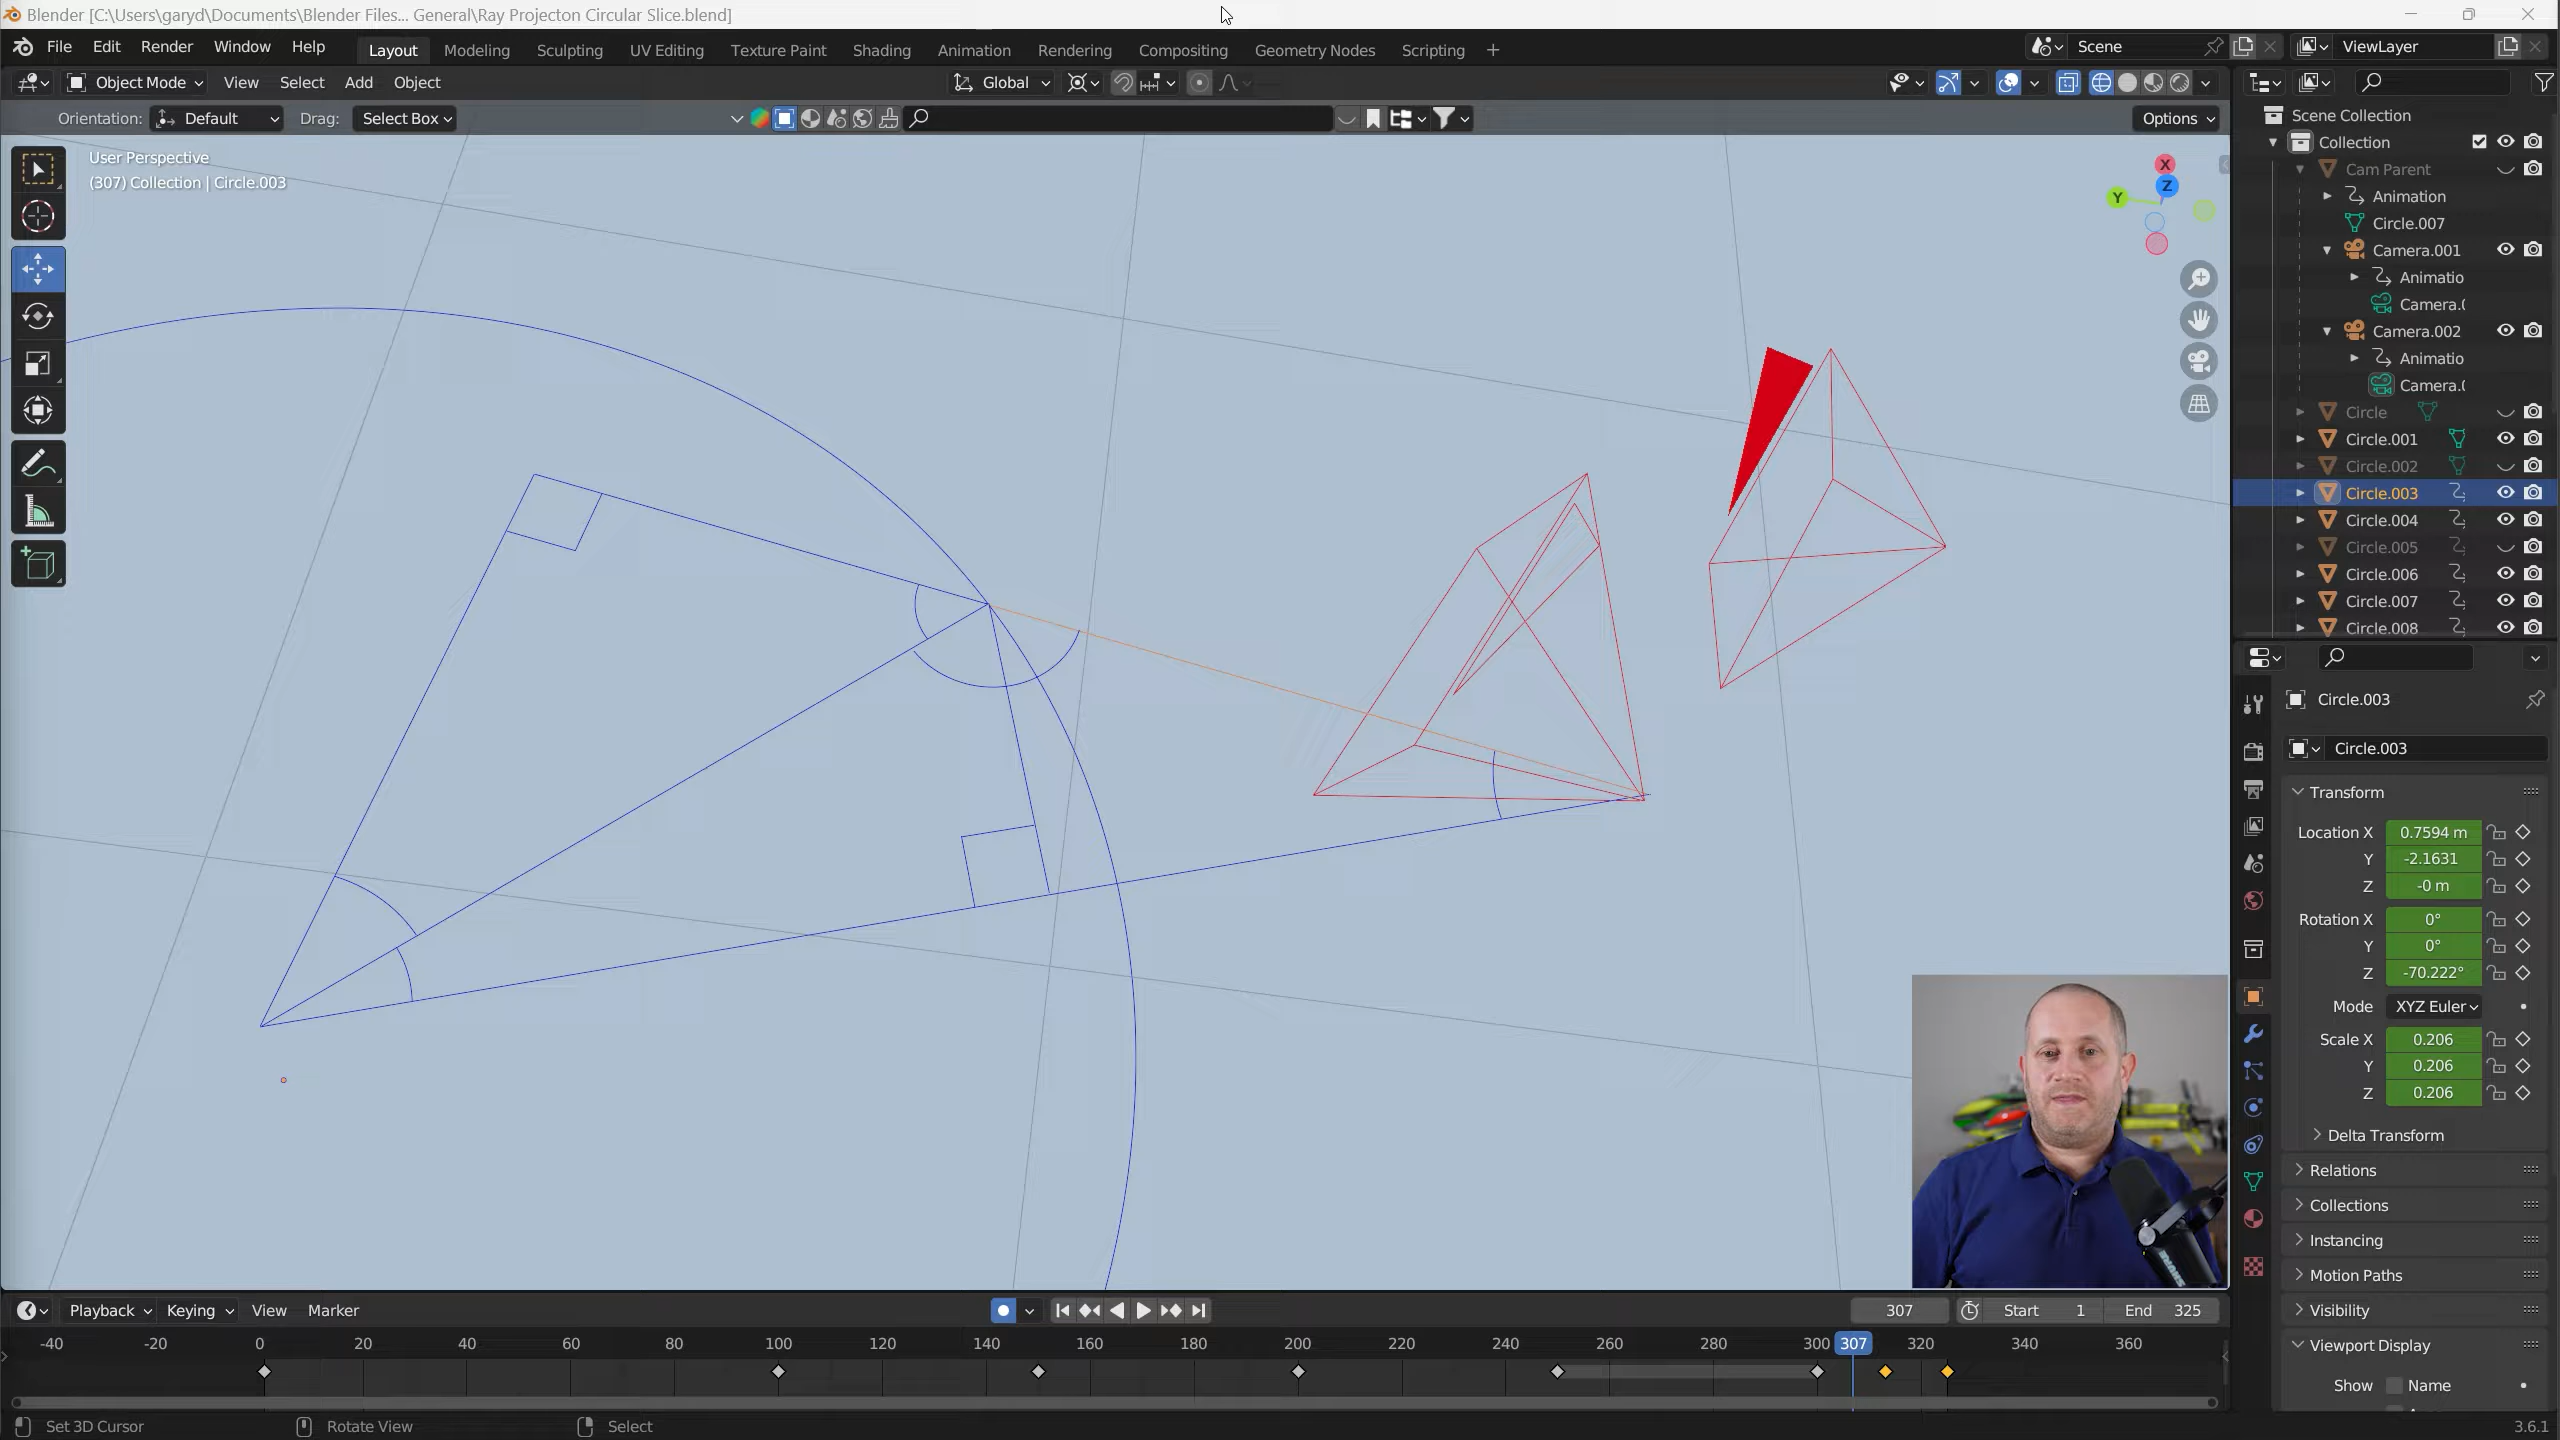 Blender [C:\Users\garyd\Documents\Blender Files... General\Ray Projecton Circular Slice.blend]
File Edit Render Window Help Layout Modeling Sculpting UV Editing Texture Paint Shading Animation Rendering Compositing Geometry Nodes Scripting + Scene ViewLayer
Object Mode View Select Add Object Global
Orientation: Default Drag: Select Box Options
User Perspective
(307) Collection | Circle.003
X
Y
Z
Scene Collection
Collection
Cam Parent
Animation
Circle.007
Camera.001
Animatio
Camera.(
Camera.002
Animatio
Camera.(
Circle
Circle.001
Circle.002
Circle.003
Circle.004
Circle.005
Circle.006
Circle.007
Circle.008
Circle.003
Circle.003
Transform
Location X 0.7594 m
Y -2.1631
Z -0 m
Rotation X 0°
Y 0°
Z -70.222°
Mode XYZ Euler
Scale X 0.206
Y 0.206
Z 0.206
Delta Transform
Relations
Collections
Instancing
Motion Paths
Visibility
Viewport Display
Show Name
Playback Keying View Marker 307 Start 1 End 325
-40 -20 0 20 40 60 80 100 120 140 160 180 200 220 240 260 280 300 307 320 340 360
Set 3D Cursor Rotate View Select 3.6.1